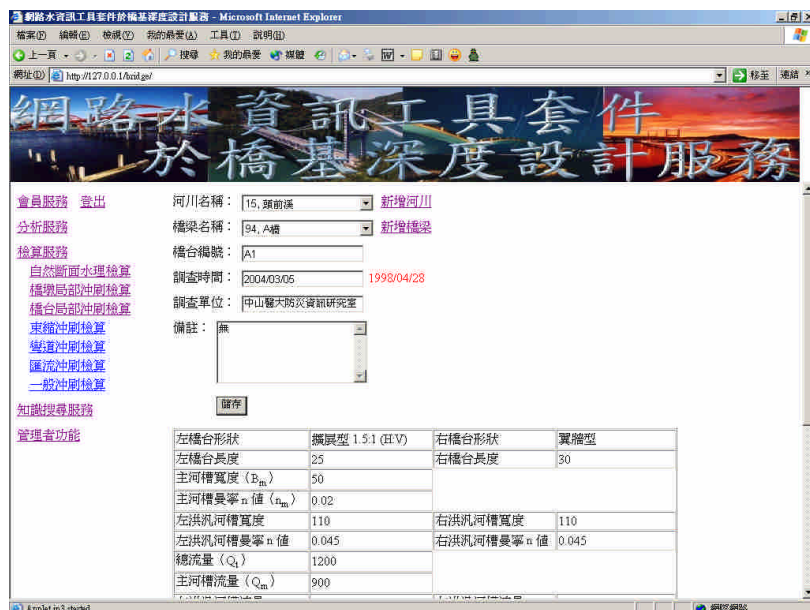 網路水資訊工具套件於橋基深度設計服務 - Microsoft Internet Explorer
檔案(F) 編輯(E) 檢視(V) 我的最愛(A) 工具(T) 說明(H)
上一頁 搜尋 我的最愛 媒體
網址(D) http://127.0.0.1/bridge/ 移至 連結 »
網路水資訊工具套件
於橋基深度設計服務
會員服務 登出
分析服務
檢算服務
自然斷面水理檢算
橋墩局部沖刷檢算
橋台局部沖刷檢算
束縮沖刷檢算
彎道沖刷檢算
匯流沖刷檢算
一般沖刷檢算
知識搜尋服務
管理者功能
河川名稱: 15, 頭前溪 新增河川
橋梁名稱: 94, A橋 新增橋梁
橋台編號: A1
調查時間: 2004/03/05 1998/04/28
調查單位: 中山醫大防災資訊研究室
備註: 無
儲存
左橋台形狀 擴展型 1.5:1 (H:V) 右橋台形狀 翼牆型
左橋台長度 25 右橋台長度 30
主河槽寬度 (Bm) 50
主河槽曼寧 n 值 (nm) 0.02
左洪汎河槽寬度 110 右洪汎河槽寬度 110
左洪汎河槽曼寧 n 值 0.045 右洪汎河槽曼寧 n 值 0.045
總流量 (Qt) 1200
主河槽流量 (Qm) 900
Applet in3 started 網際網路